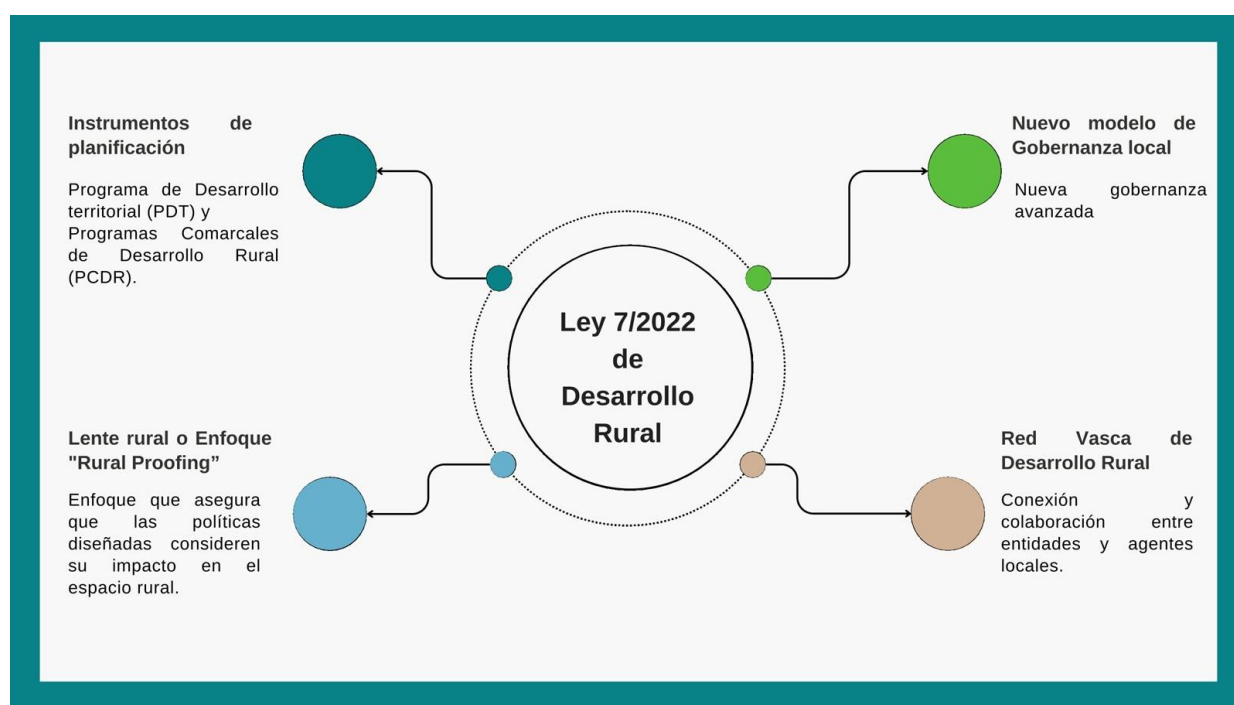 Instrumentos de
planificación
Programa de Desarrollo
territorial (PDT) y
Programas Comarcales
de Desarrollo Rural
(PCDR).
Nuevo modelo de
Gobernanza local
Nueva gobernanza
avanzada
Ley 7/2022
de
Desarrollo
Rural
Lente rural o Enfoque
"Rural Proofing”
Enfoque que asegura
que las políticas
diseñadas consideren
su impacto en el
espacio rural.
Red Vasca de
Desarrollo Rural
Conexión y
colaboración entre
entidades y agentes
locales.